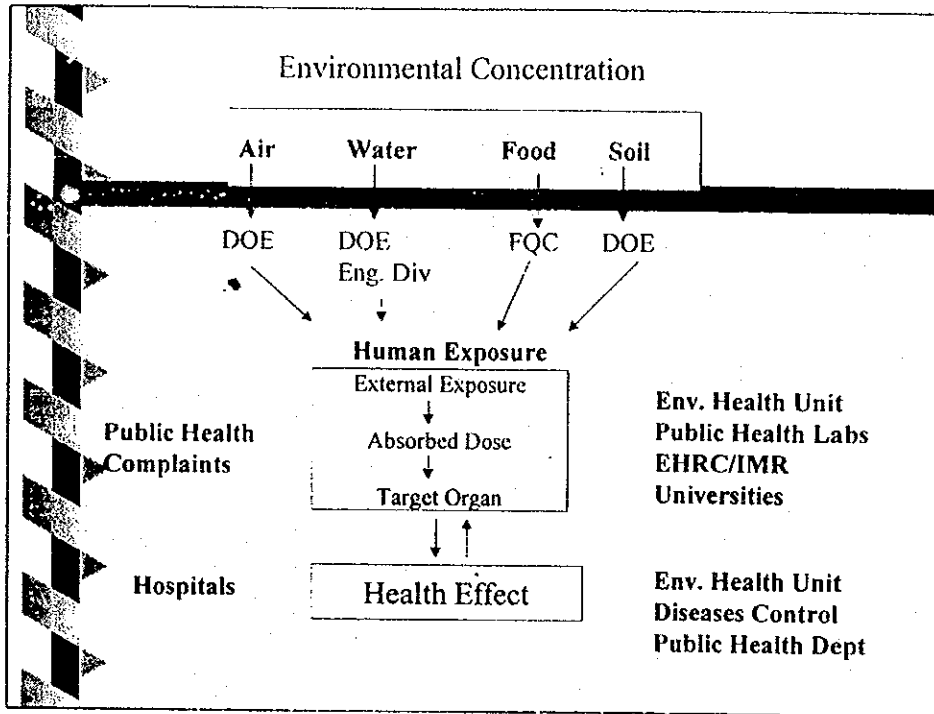 Environmental Concentration
Air Water Food Soil
DOE DOE FQC DOE
Eng. Div
Human Exposure
External Exposure
Absorbed Dose
Target Organ
Public Health
Complaints
Env. Health Unit
Public Health Labs
EHRC/IMR
Universities
Health Effect
Hospitals
Env. Health Unit
Diseases Control
Public Health Dept